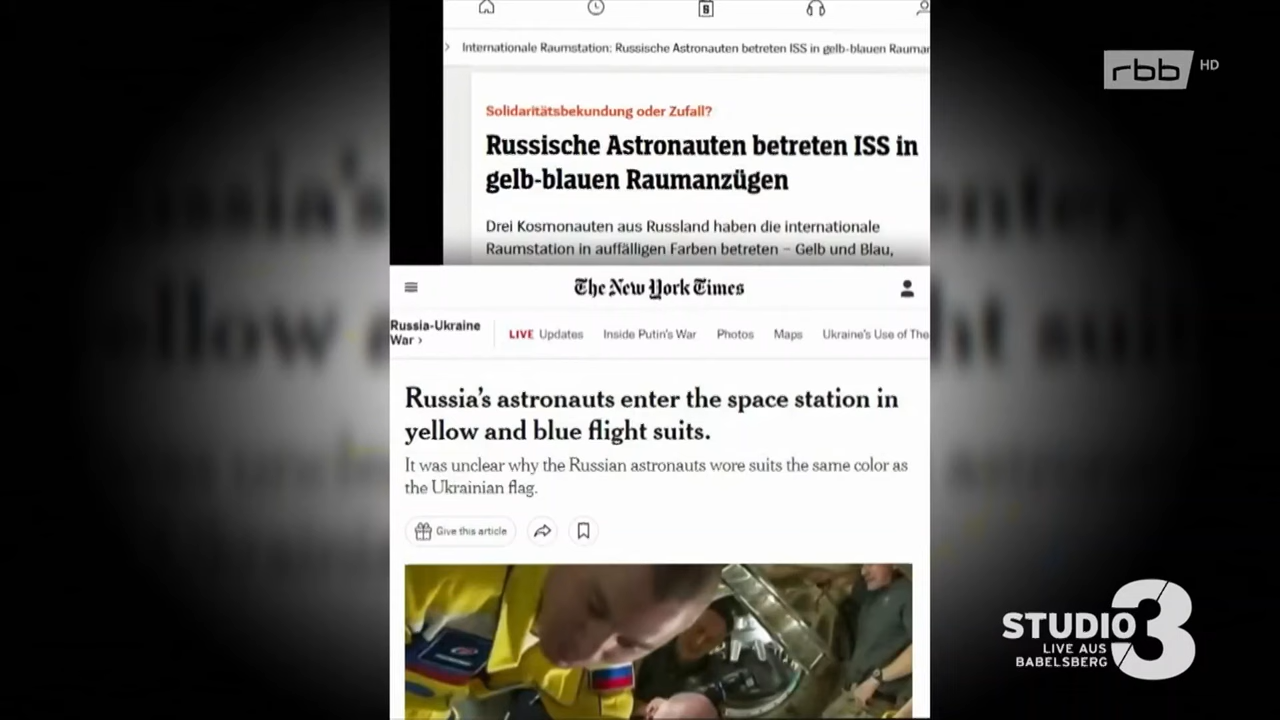 Internationale Raumstation: Russische Astronauten betreten ISS in gelb-blauen
rbb HD
Solidaritätsbekundung oder Zufall?
Russische Astronauten betreten ISS in
gelb-blauen Raumanzügen
Drei Kosmonauten aus Russland haben die internationale
Raumstation in auffälligen Farben betreten – Gelb und Blau,
The New York Times
Russia-Ukraine
War ›
LIVE Updates Inside Putin's War Photos Maps Ukraine's Use of
Russia's astronauts enter the space station in
yellow and blue flight suits.
It was unclear why the Russian astronauts wore suits the same color as
the Ukrainian flag.
Give this article
STUDIO 3
LIVE AUS
BABELSBERG